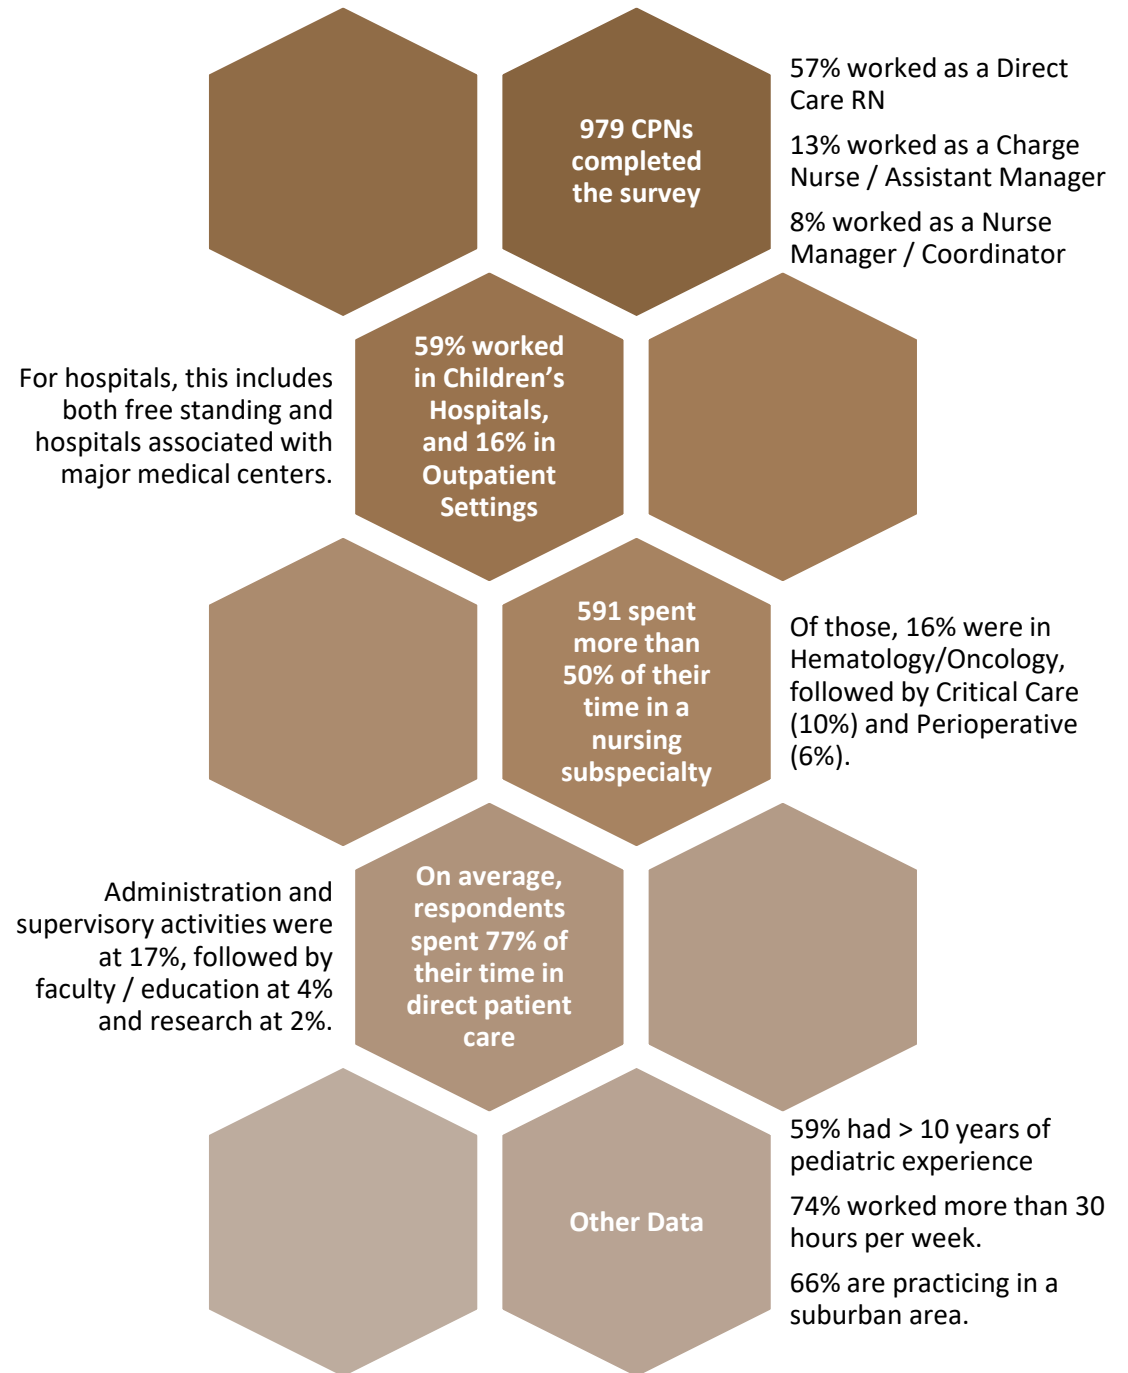 979 CPNs
completed
the survey
57% worked as a Direct
Care RN
13% worked as a Charge
Nurse / Assistant Manager
8% worked as a Nurse
Manager / Coordinator
59% worked
in Children’s
Hospitals,
and 16% in
Outpatient
Settings
For hospitals, this includes
both free standing and
hospitals associated with
major medical centers.
591 spent
more than
50% of their
time in a
nursing
subspecialty
Of those, 16% were in
Hematology/Oncology,
followed by Critical Care
(10%) and Perioperative
(6%).
On average,
respondents
spent 77% of
their time in
direct patient
care
Administration and
supervisory activities were
at 17%, followed by
faculty / education at 4%
and research at 2%.
Other Data
59% had > 10 years of
pediatric experience
74% worked more than 30
hours per week.
66% are practicing in a
suburban area.